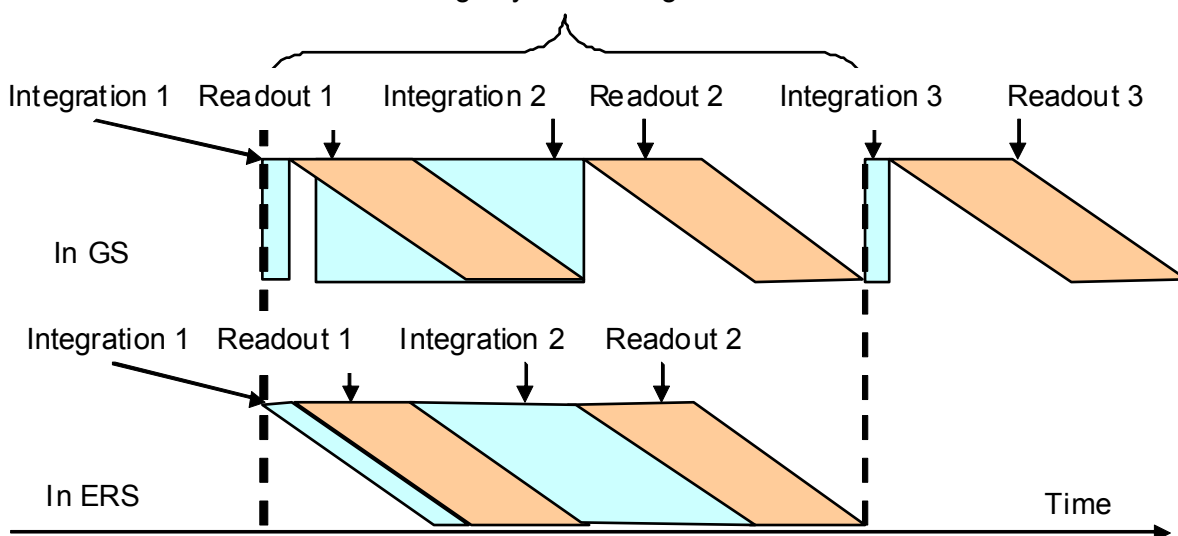 Integration 1 Readout 1 Integration 2 Readout 2 Integration 3 Readout 3
In GS
Integration 1 Readout 1 Integration 2 Readout 2
In ERS
Time